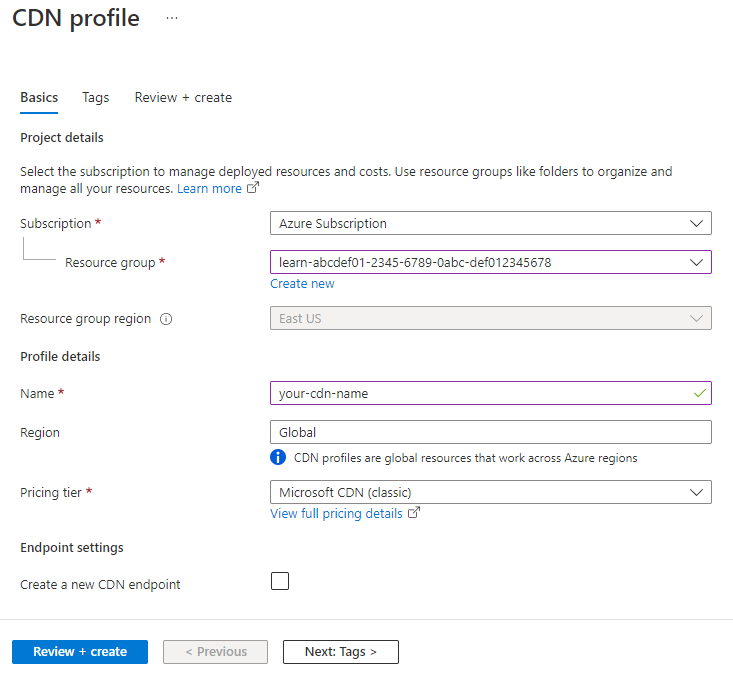 CDN profile ...
Basics Tags Review + create
Project details
Select the subscription to manage deployed resources and costs. Use resource groups like folders to organize and
manage all your resources. Learn more
Subscription * Azure Subscription
Resource group * learn-abcdef01-2345-6789-0abc-def012345678
Create new
Resource group region East US
Profile details
Name * your-cdn-name
Region Global
CDN profiles are global resources that work across Azure regions
Pricing tier * Microsoft CDN (classic)
View full pricing details
Endpoint settings
Create a new CDN endpoint
Review + create < Previous Next: Tags >